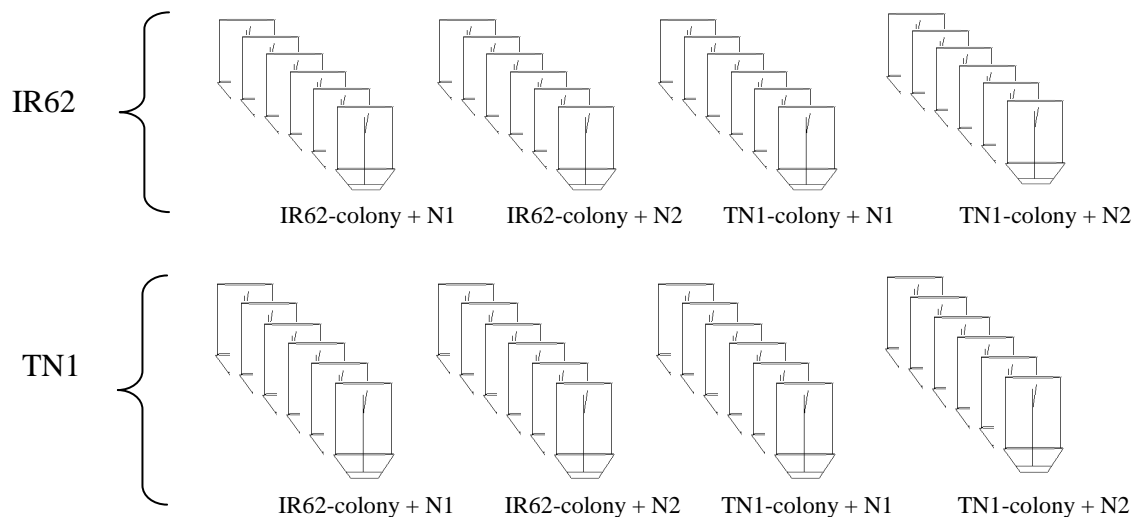 IR62
IR62-colony + N1 IR62-colony + N2 TN1-colony + N1 TN1-colony + N2
TN1
IR62-colony + N1 IR62-colony + N2 TN1-colony + N1 TN1-colony + N2